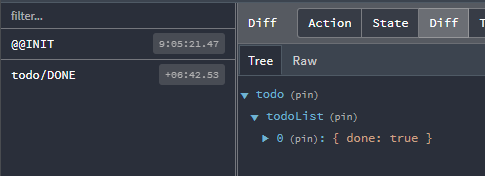 filter...
@@INIT 9:05:21.47
todo/DONE +06:42.53
Diff Action State Diff T
Tree Raw
todo (pin)
todoList (pin)
0 (pin): { done: true }